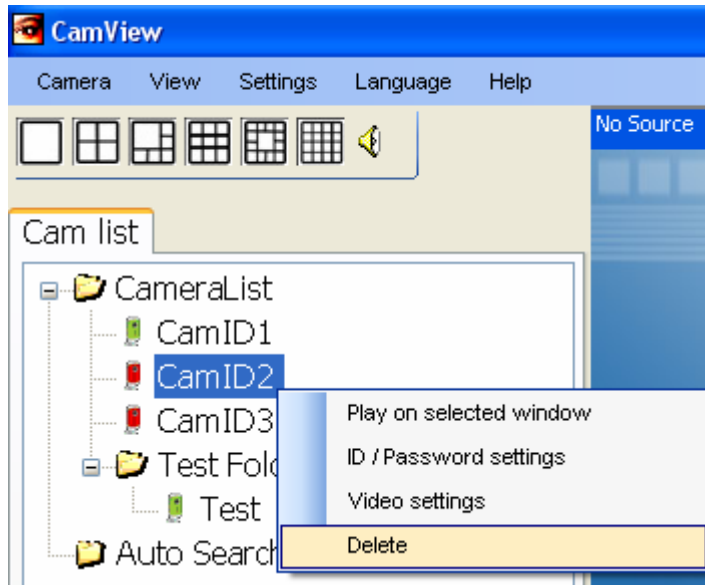 CamView
Camera View Settings Language Help
No Source
Cam list
CameraList
CamID1
CamID2
CamID3
Play on selected window
ID / Password settings
Test Fol
Video settings
Test
Delete
Auto Search